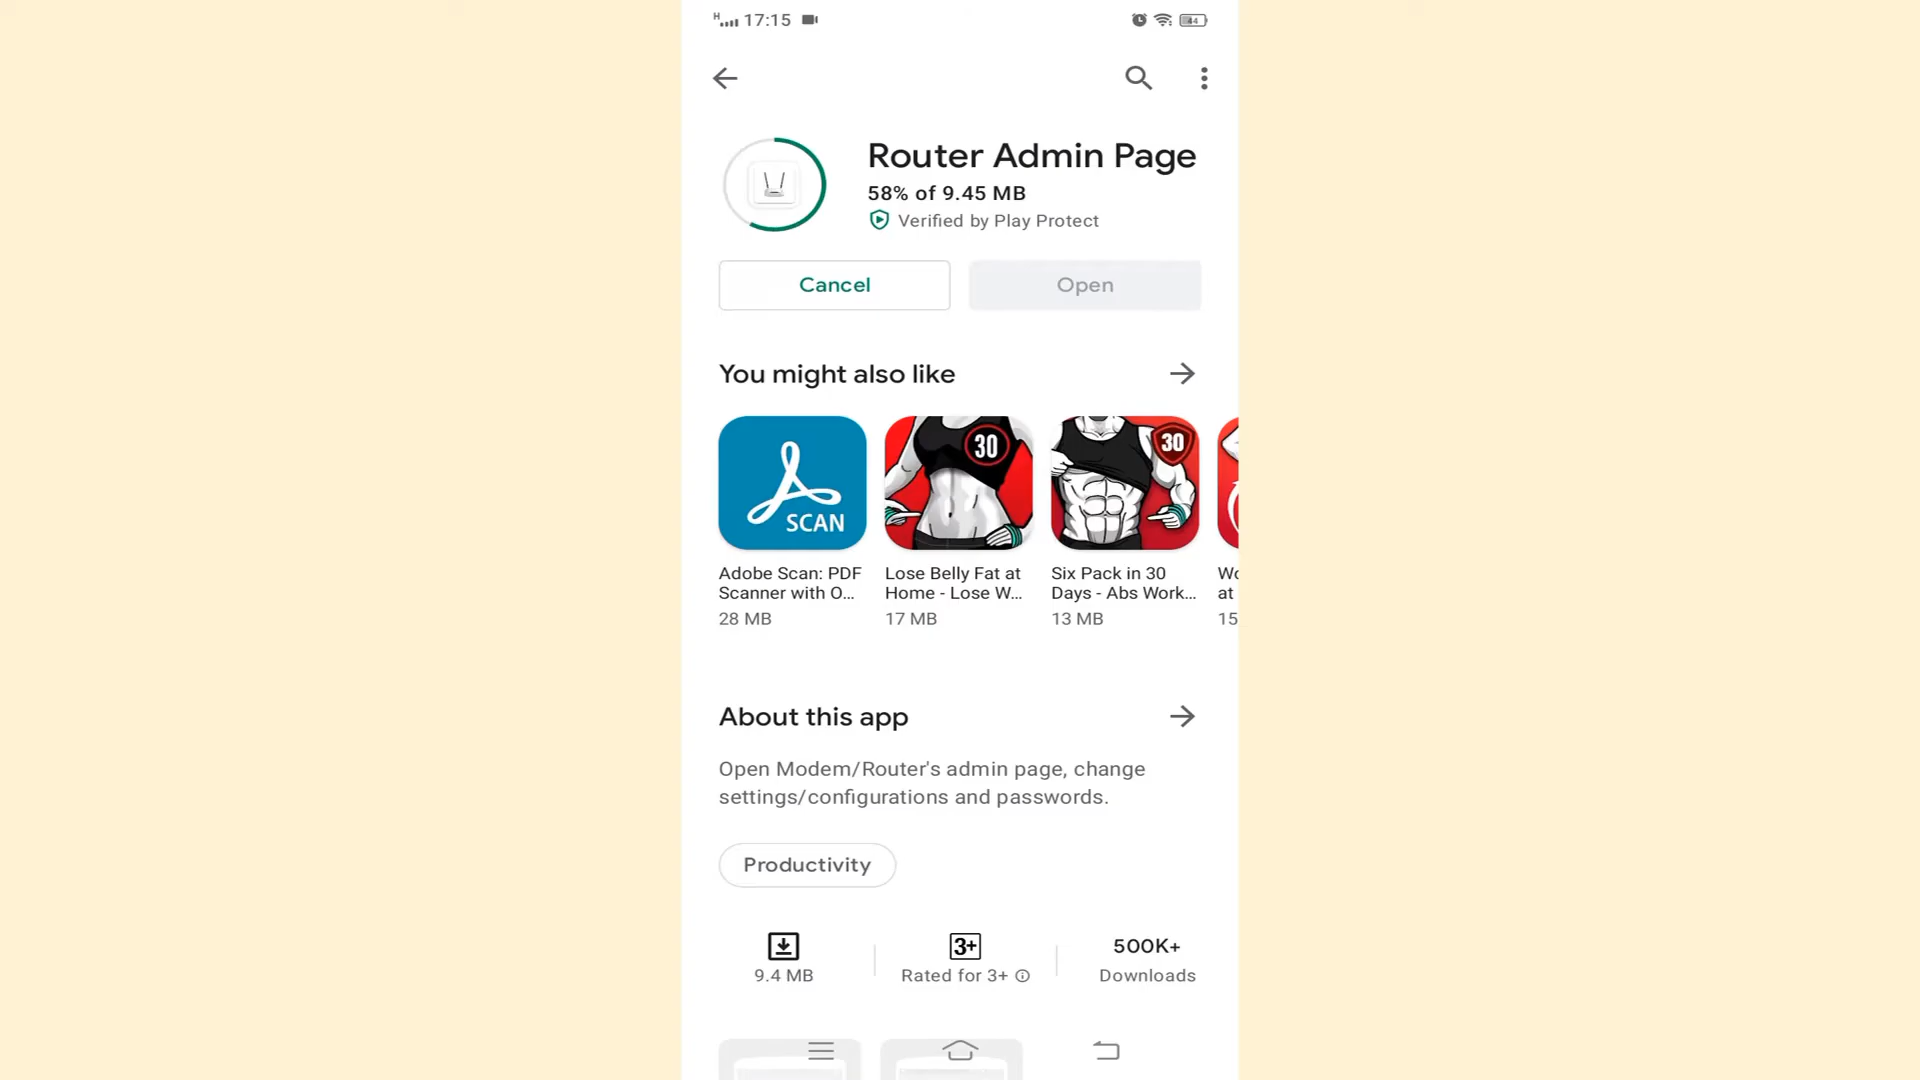 H 17:15 44
Router Admin Page
58% of 9.45 MB
Verified by Play Protect
Cancel Open
You might also like
SCAN 30 30
Adobe Scan: PDF Scanner with O...
28 MB
Lose Belly Fat at Home - Lose W...
17 MB
Six Pack in 30 Days - Abs Work...
13 MB
at
15
About this app
Open Modem/Router's admin page, change
settings/configurations and passwords.
Productivity
9.4 MB
3+
Rated for 3+
500K+
Downloads